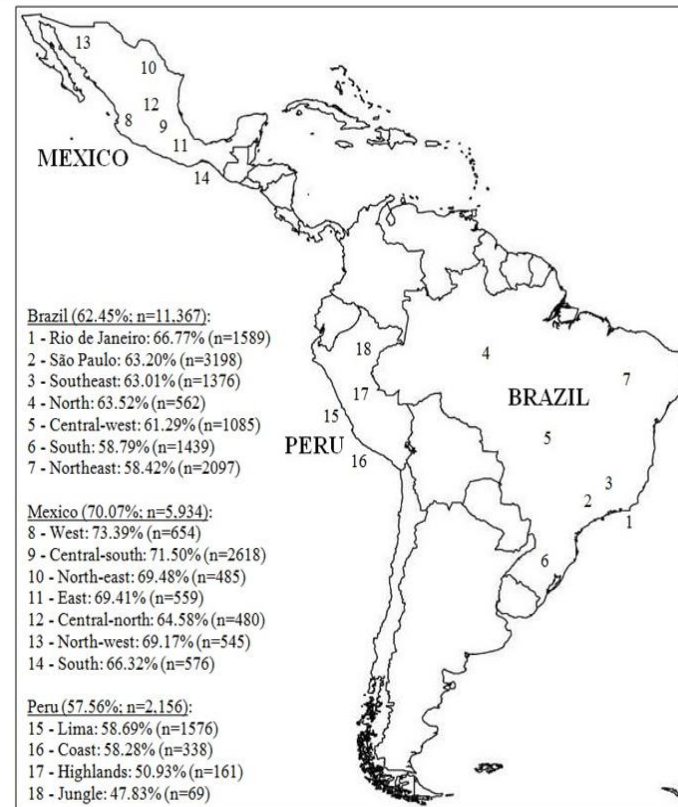 13
10
12
8
9
11
MEXICO
14
Brazil (62.45%; n=11.367):
1 - Rio de Janeiro: 66.77% (n=1589)
2 - São Paulo: 63.20% (n=3198)
3 - Southeast: 63.01% (n=1376)
4 - North: 63.52% (n=562)
5 - Central-west: 61.29% (n=1085)
6 - South: 58.79% (n=1439)
7 - Northeast: 58.42% (n=2097)
Mexico (70.07%; n=5.934):
8 - West: 73.39% (n=654)
9 - Central-south: 71.50% (n=2618)
10 - North-east: 69.48% (n=485)
11 - East: 69.41% (n=559)
12 - Central-north: 64.58% (n=480)
13 - North-west: 69.17% (n=545)
14 - South: 66.32% (n=576)
Peru (57.56%; n=2.156):
15 - Lima: 58.69% (n=1576)
16 - Coast: 58.28% (n=338)
17 - Highlands: 50.93% (n=161)
18 - Jungle: 47.83% (n=69)
18
4
7
17
BRAZIL
15
PERU
5
16
3
2
1
6